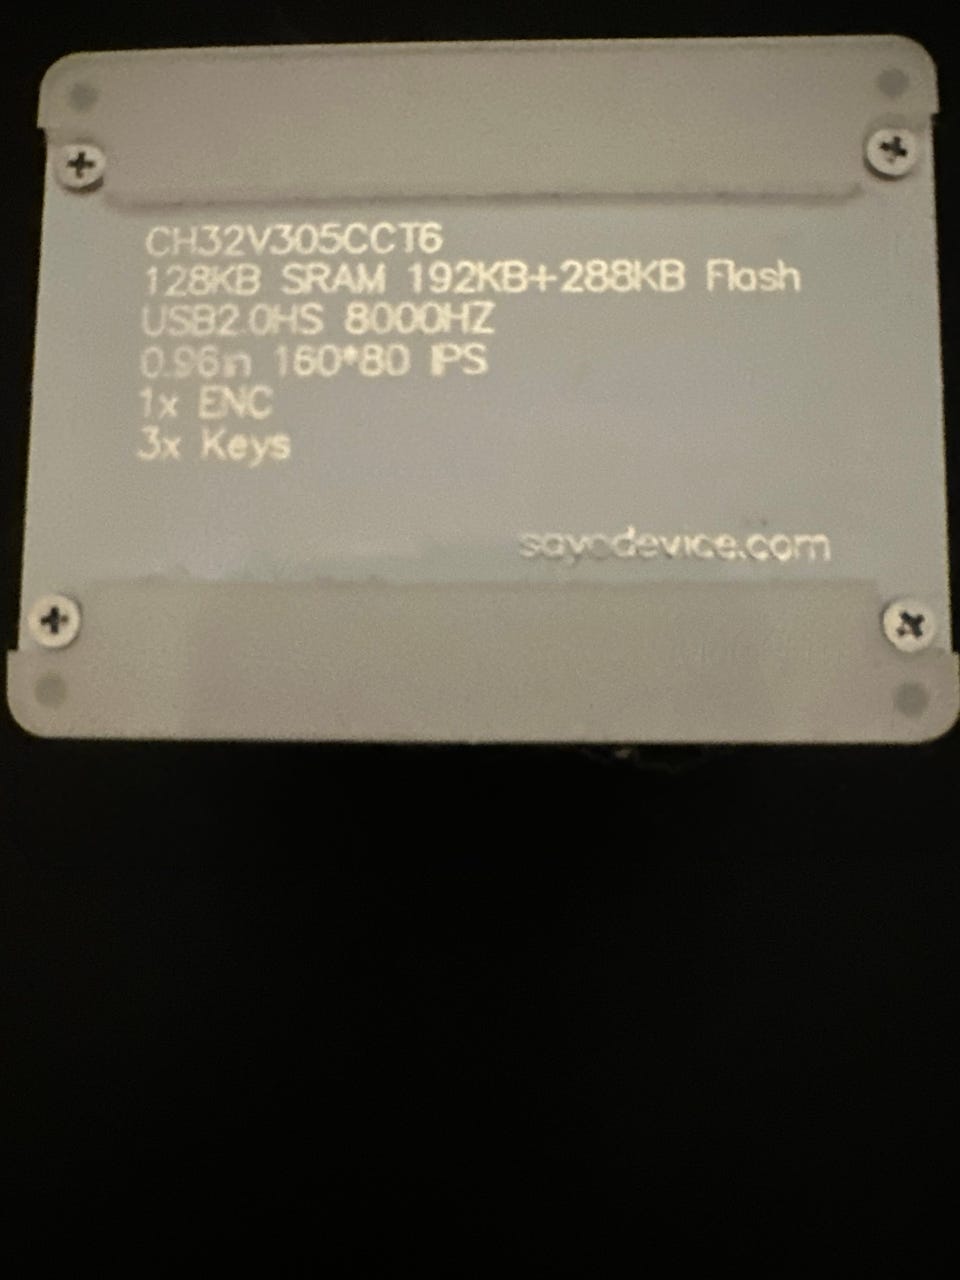 CH32V305CCT6
128KB SRAM 192KB+288KB Flash
USB2.0HS 8000HZ
0.96in 160*80 IPS
1x ENC
3x Keys
sayodevice.com